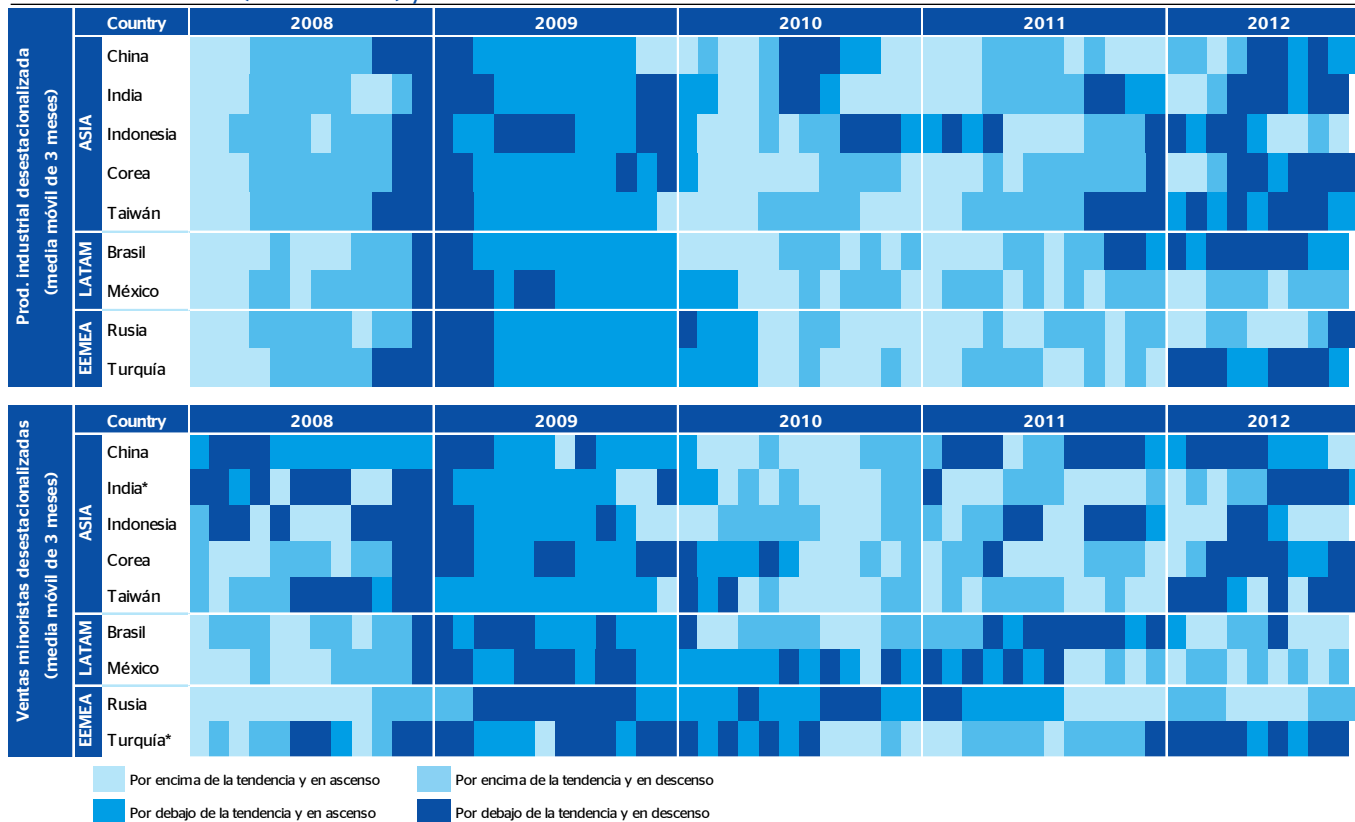 Country 2008 2009 2010 2011 2012
Prod. industrial desestacionalizada
(media móvil de 3 meses)
ASIA
China
India
Indonesia
Corea
Taiwán
LATAM
Brasil
México
EEMEA
Rusia
Turquía
Country 2008 2009 2010 2011 2012
Ventas minoristas desestacionalizadas
(media móvil de 3 meses)
ASIA
China
India*
Indonesia
Corea
Taiwán
LATAM
Brasil
México
EEMEA
Rusia
Turquía*
Por encima de la tendencia y en ascenso Por encima de la tendencia y en descenso
Por debajo de la tendencia y en ascenso Por debajo de la tendencia y en descenso